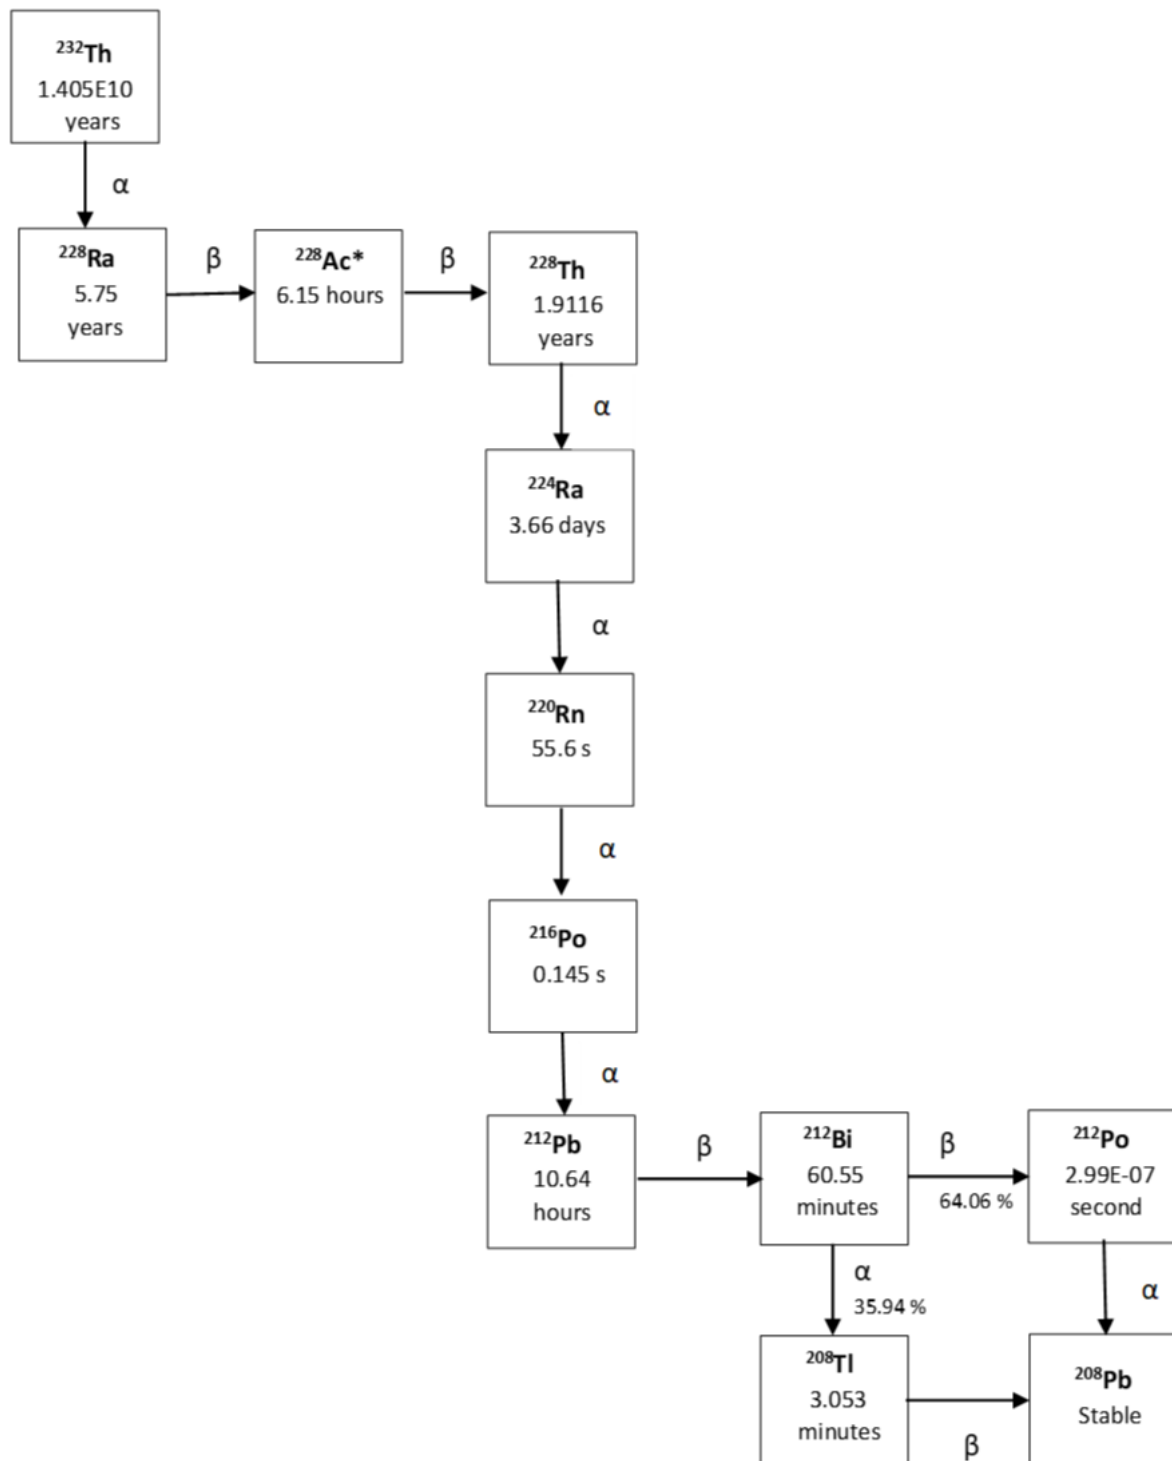 ²³²Th
1.405E10
years
α
²²⁸Ra
5.75
years
β
²²⁸Ac*
6.15 hours
β
²²⁸Th
1.9116
years
α
²²⁴Ra
3.66 days
α
²²⁰Rn
55.6 s
α
²¹⁶Po
0.145 s
α
²¹²Pb
10.64
hours
β
²¹²Bi
60.55
minutes
β
64.06 %
²¹²Po
2.99E-07
second
α
35.94 %
α
²⁰⁸Tl
3.053
minutes
β
²⁰⁸Pb
Stable